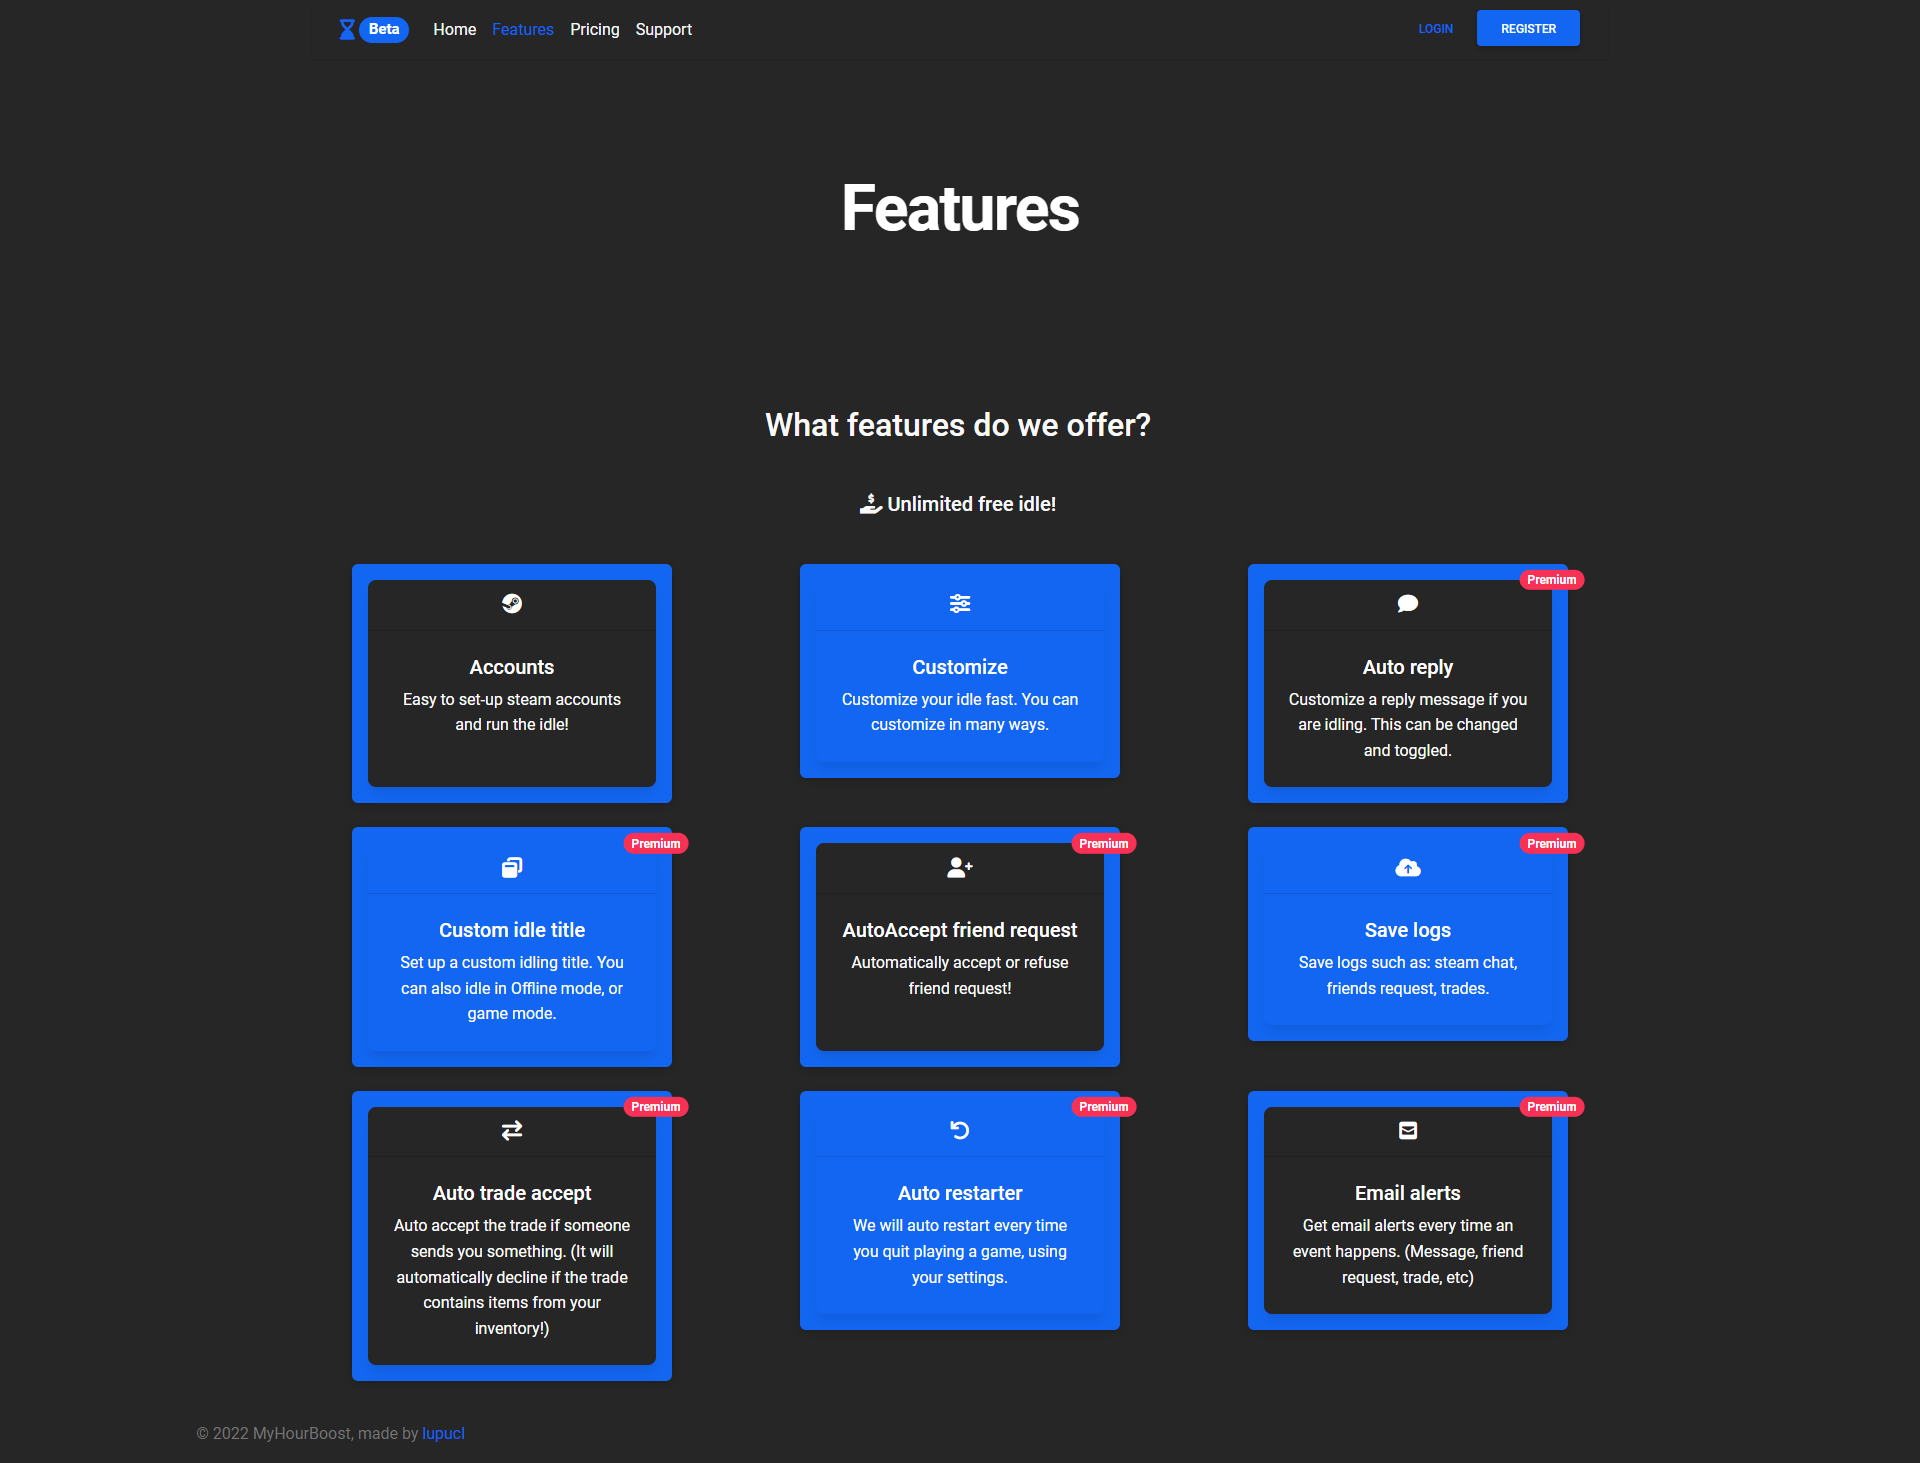 Beta Home Features Pricing Support LOGIN REGISTER
Features
What features do we offer?
Unlimited free idle!
Accounts
Easy to set-up steam accounts
and run the idle!
Customize
Customize your idle fast. You can
customize in many ways.
Premium
Auto reply
Customize a reply message if you
are idling. This can be changed
and toggled.
Premium
Custom idle title
Set up a custom idling title. You
can also idle in Offline mode, or
game mode.
Premium
AutoAccept friend request
Automatically accept or refuse
friend request!
Premium
Save logs
Save logs such as: steam chat,
friends request, trades.
Premium
Auto trade accept
Auto accept the trade if someone
sends you something. (It will
automatically decline if the trade
contains items from your
inventory!)
Premium
Auto restarter
We will auto restart every time
you quit playing a game, using
your settings.
Premium
Email alerts
Get email alerts every time an
event happens. (Message, friend
request, trade, etc)
© 2022 MyHourBoost, made by lupucl